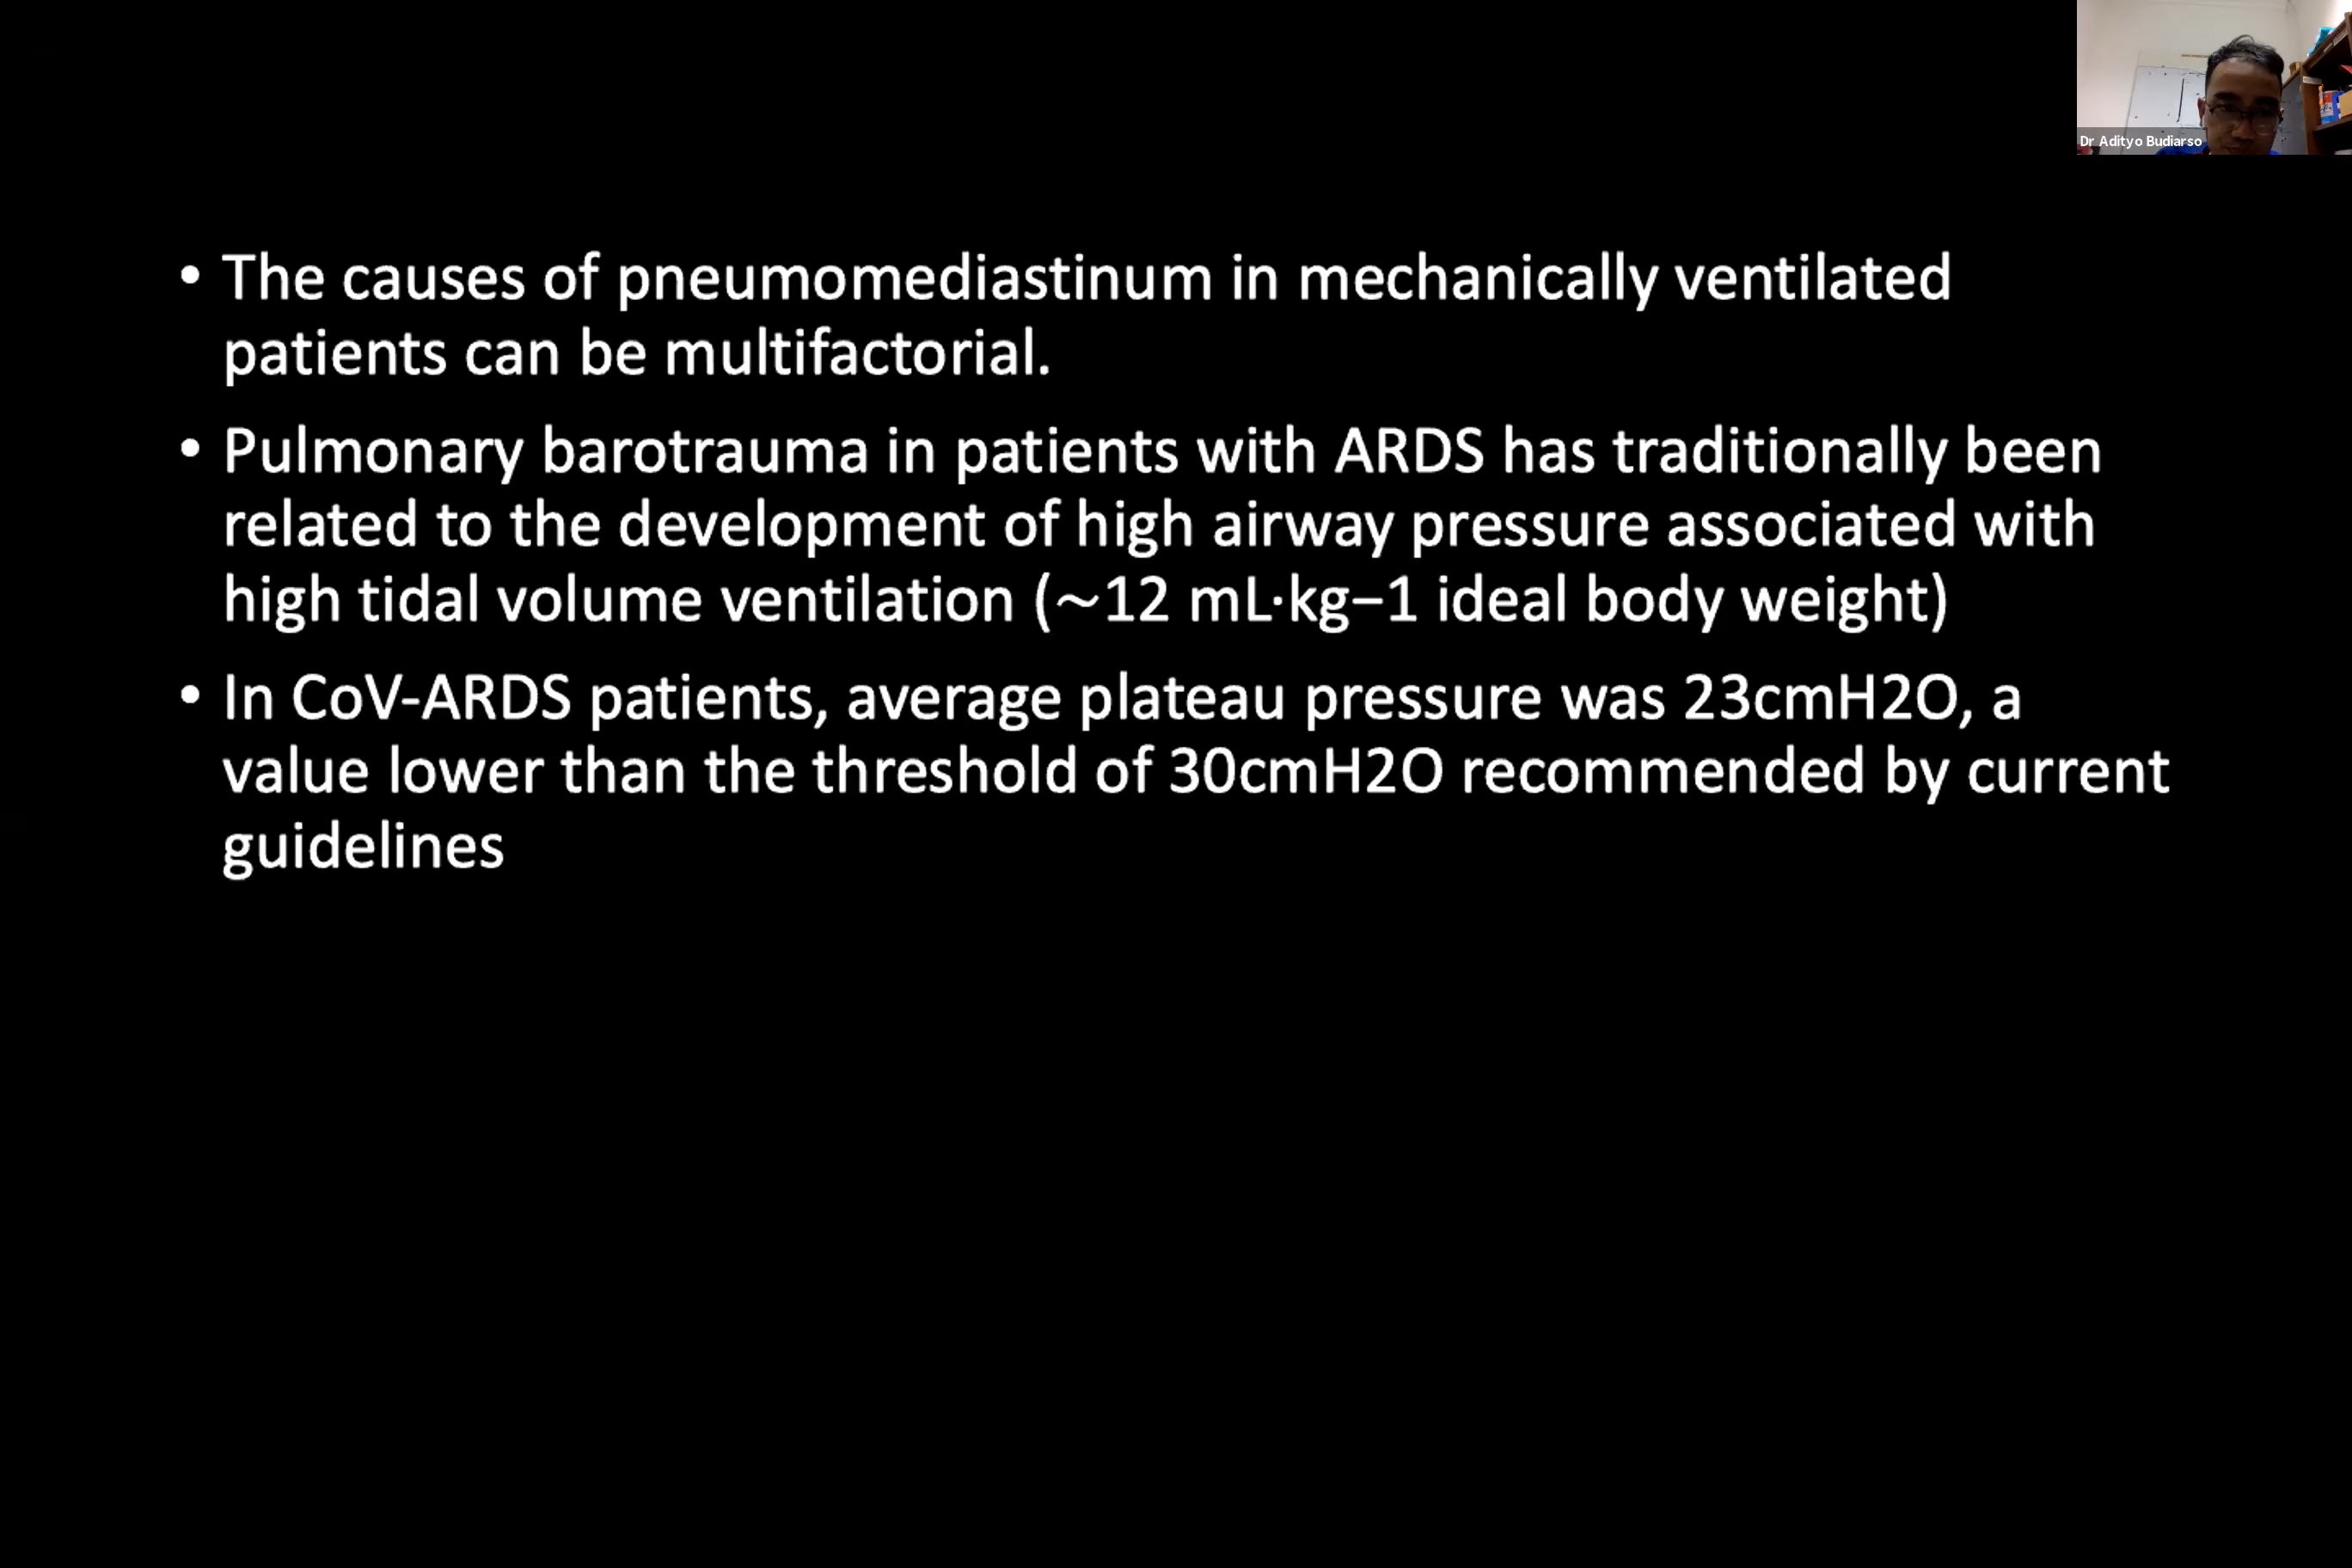 Dr Adityo Budiarso
• The causes of pneumomediastinum in mechanically ventilated
patients can be multifactorial.
• Pulmonary barotrauma in patients with ARDS has traditionally been
related to the development of high airway pressure associated with
high tidal volume ventilation (~12 mL·kg–1 ideal body weight)
• In CoV-ARDS patients, average plateau pressure was 23cmH2O, a
value lower than the threshold of 30cmH2O recommended by current
guidelines